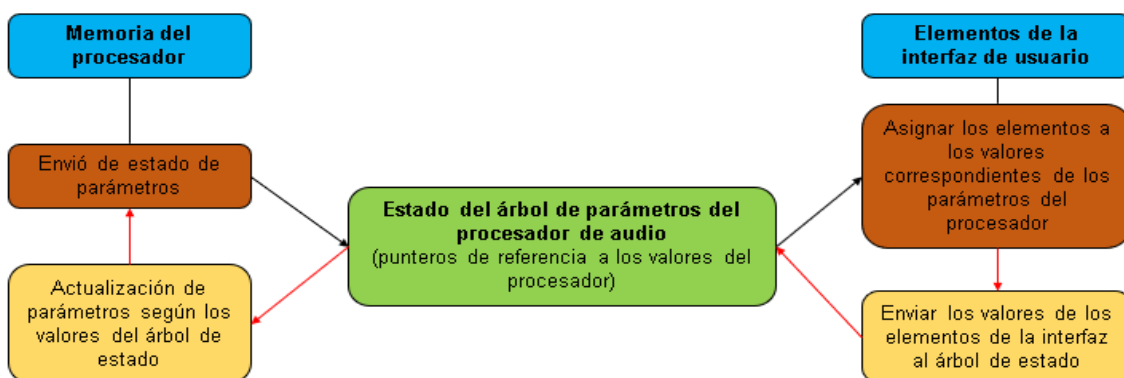 Memoria del
procesador
Elementos de la
interfaz de usuario
Envió de estado de
parámetros
Asignar los elementos a
los valores
correspondientes de los
parámetros del
procesador
Estado del árbol de parámetros del
procesador de audio
(punteros de referencia a los valores del
procesador)
Actualización de
parámetros según los
valores del árbol de
estado
Enviar los valores de los
elementos de la interfaz
al árbol de estado